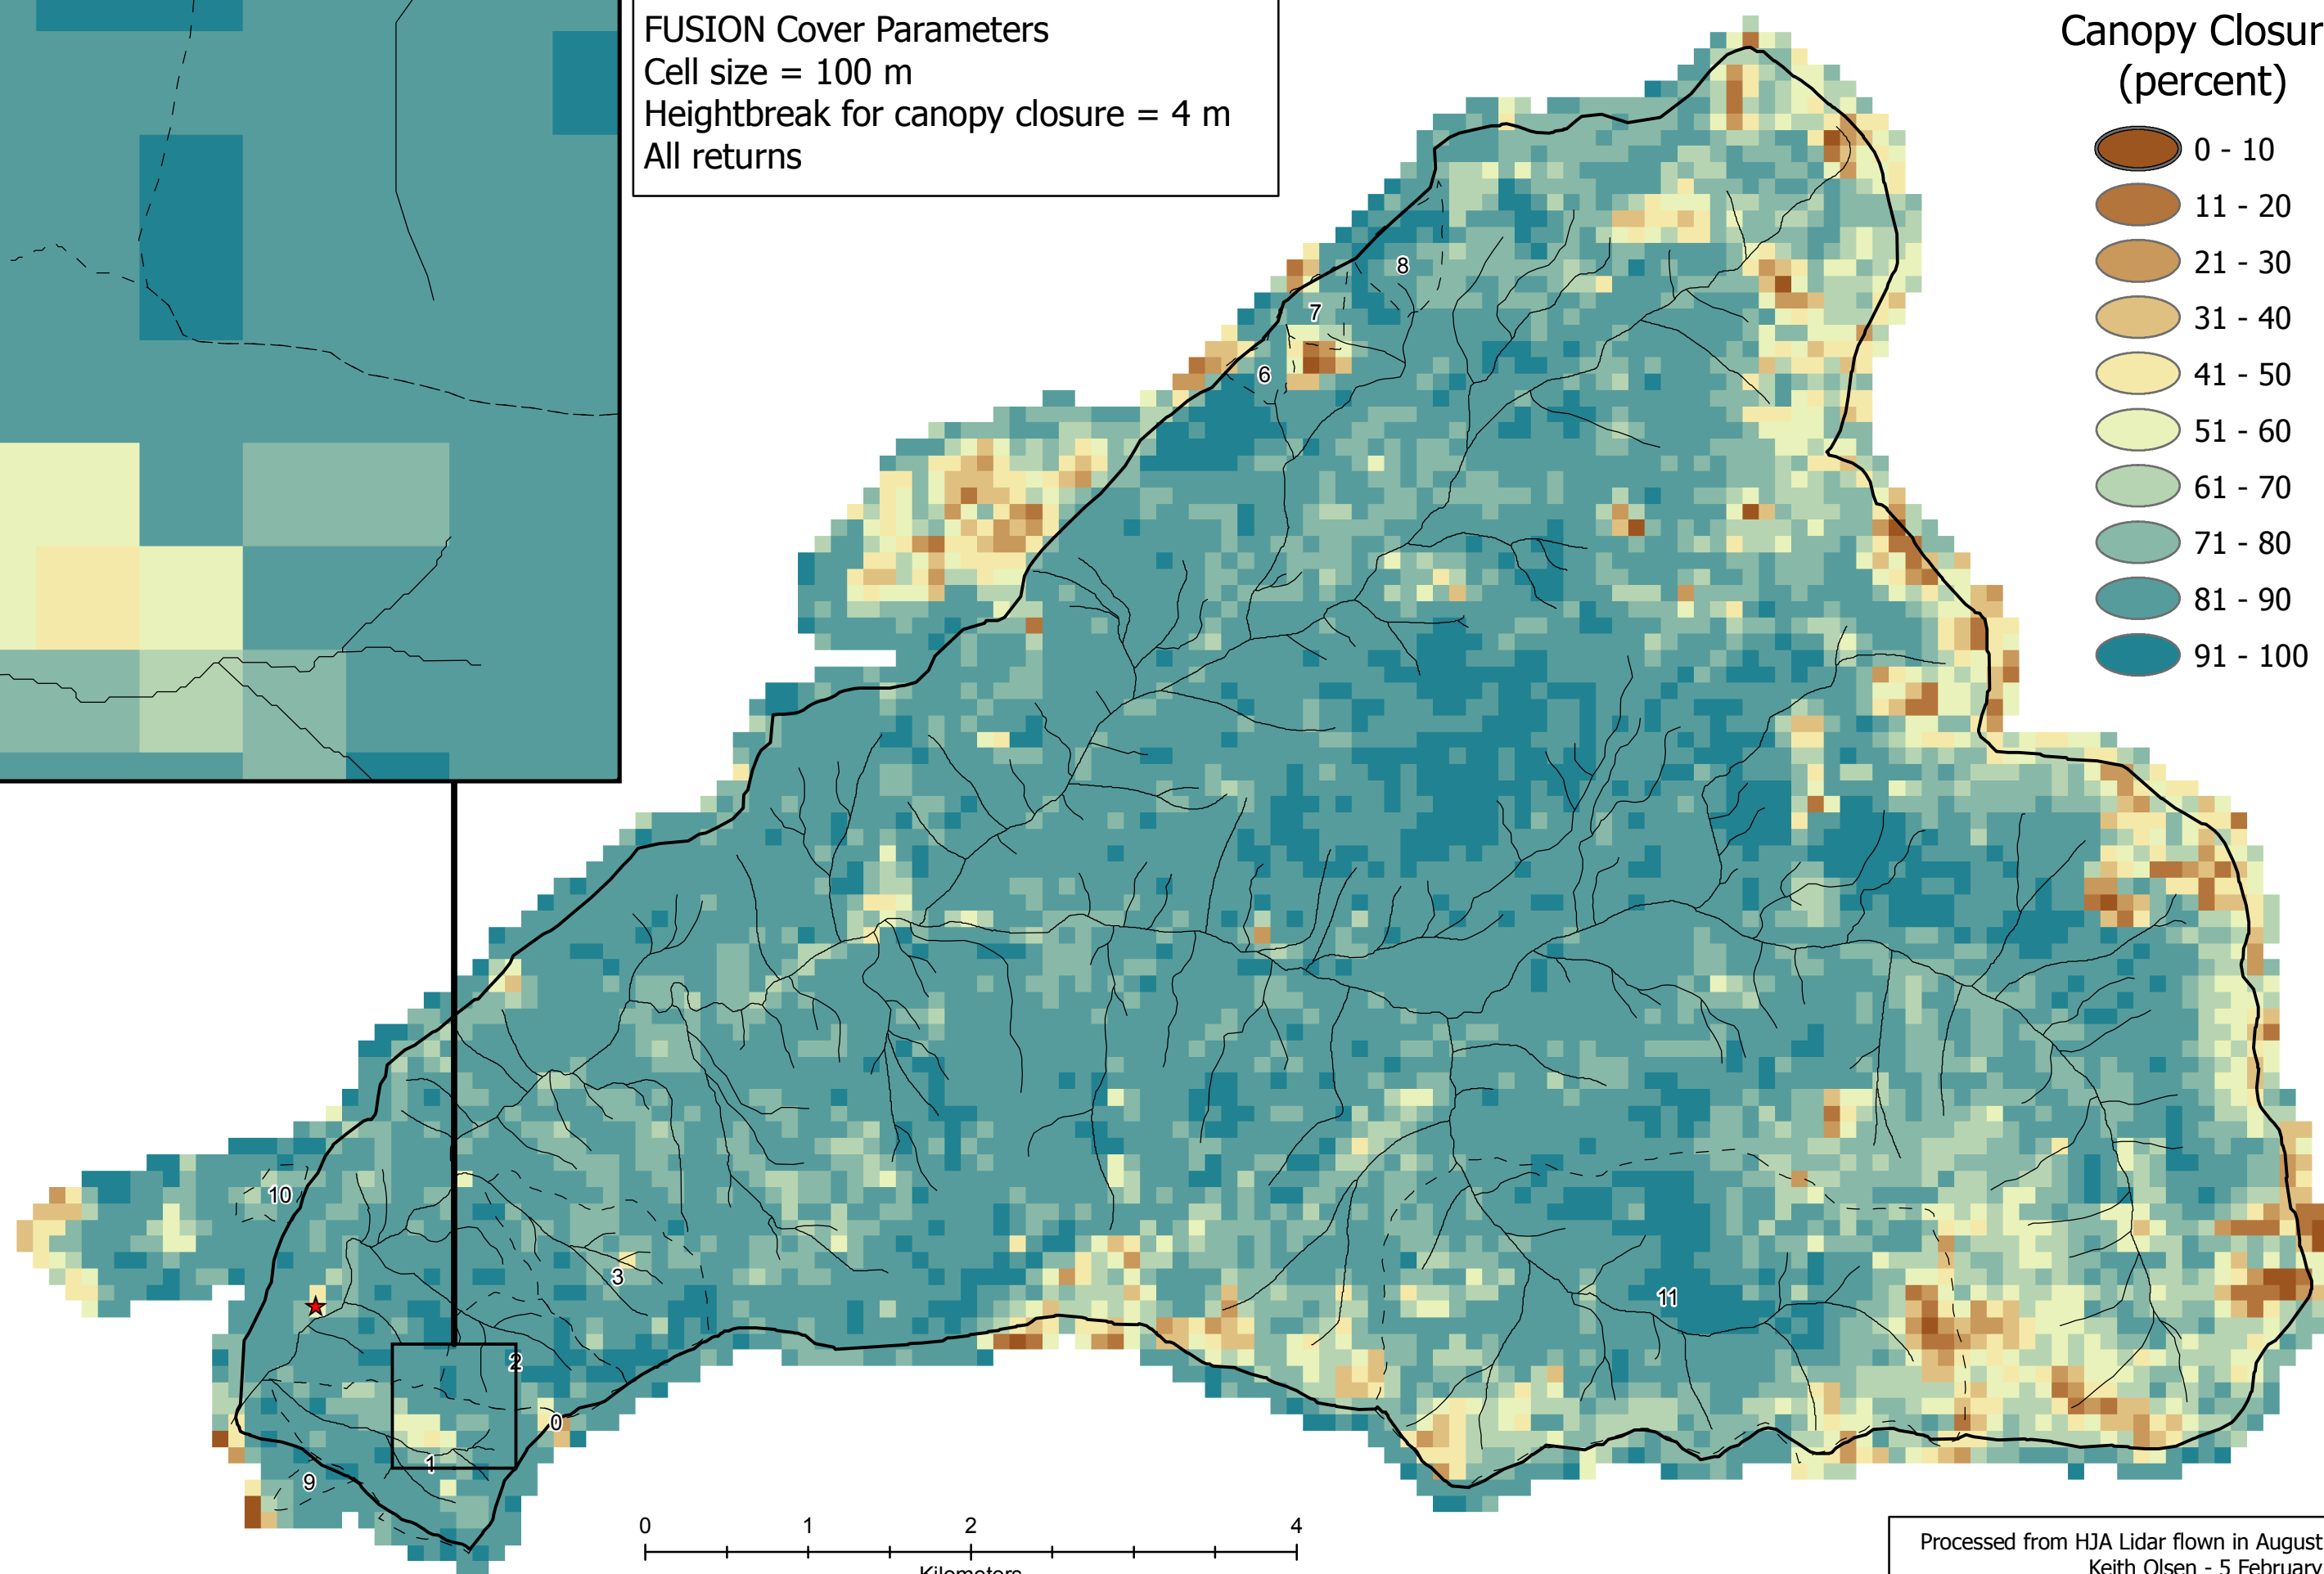 FUSION Cover Parameters
Cell size = 100 m
Heightbreak for canopy closure = 4 m
All returns
Canopy Closur
(percent)
0 - 10
11 - 20
21 - 30
31 - 40
41 - 50
51 - 60
61 - 70
71 - 80
81 - 90
91 - 100
8
7
6
10
3
11
2
0
1
9
0 1 2 4
Kilometers
Processed from HJA Lidar flown in August
Keith Olsen - 5 February